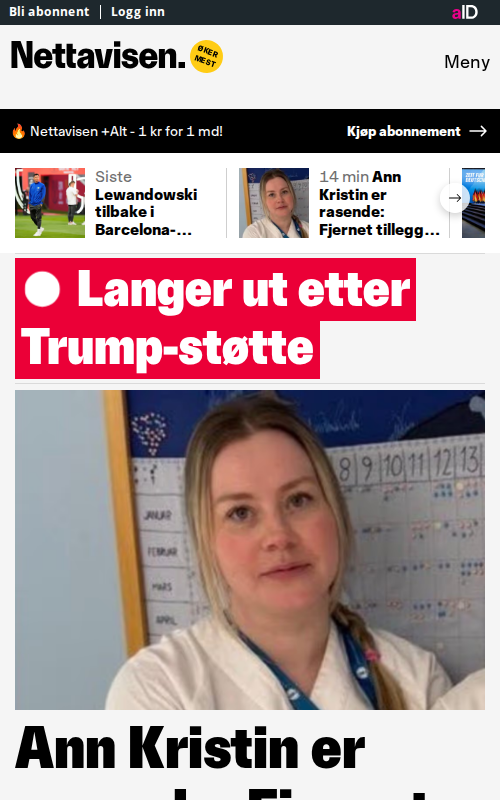 Bli abonnent
Logg inn
aID
Nettavisen.
ØKER
MEST
Meny
🔥 Nettavisen +Alt - 1 kr for 1 md!
Kjøp abonnement →
Siste
Lewandowski
tilbake i
Barcelona-...
14 min Ann
Kristin er
rasende:
Fjernet tillegg...
Langer ut etter
Trump-støtte
8 9 10 11 12 13
JANUAR
FEBRUAR
MARS
APRIL
Ann Kristin er